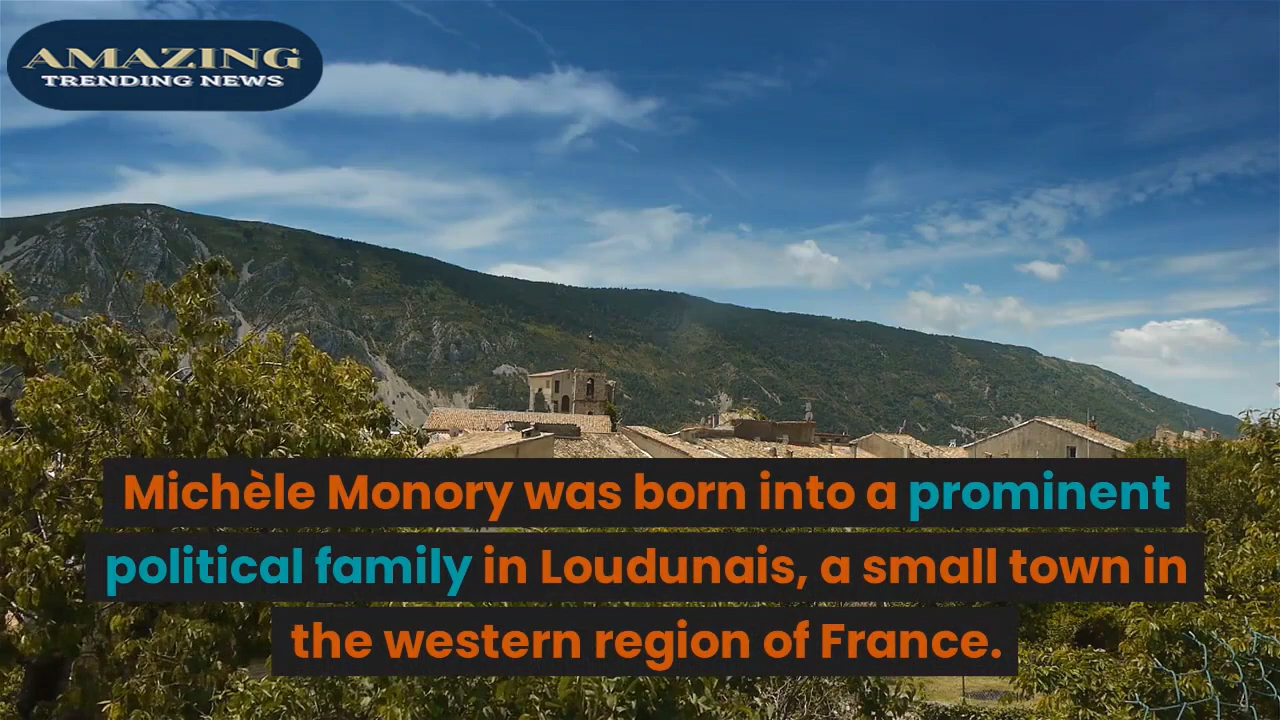 AMAZING
TRENDING NEWS
Michèle Monory was born into a prominent
political family in Loudunais, a small town in
the western region of France.